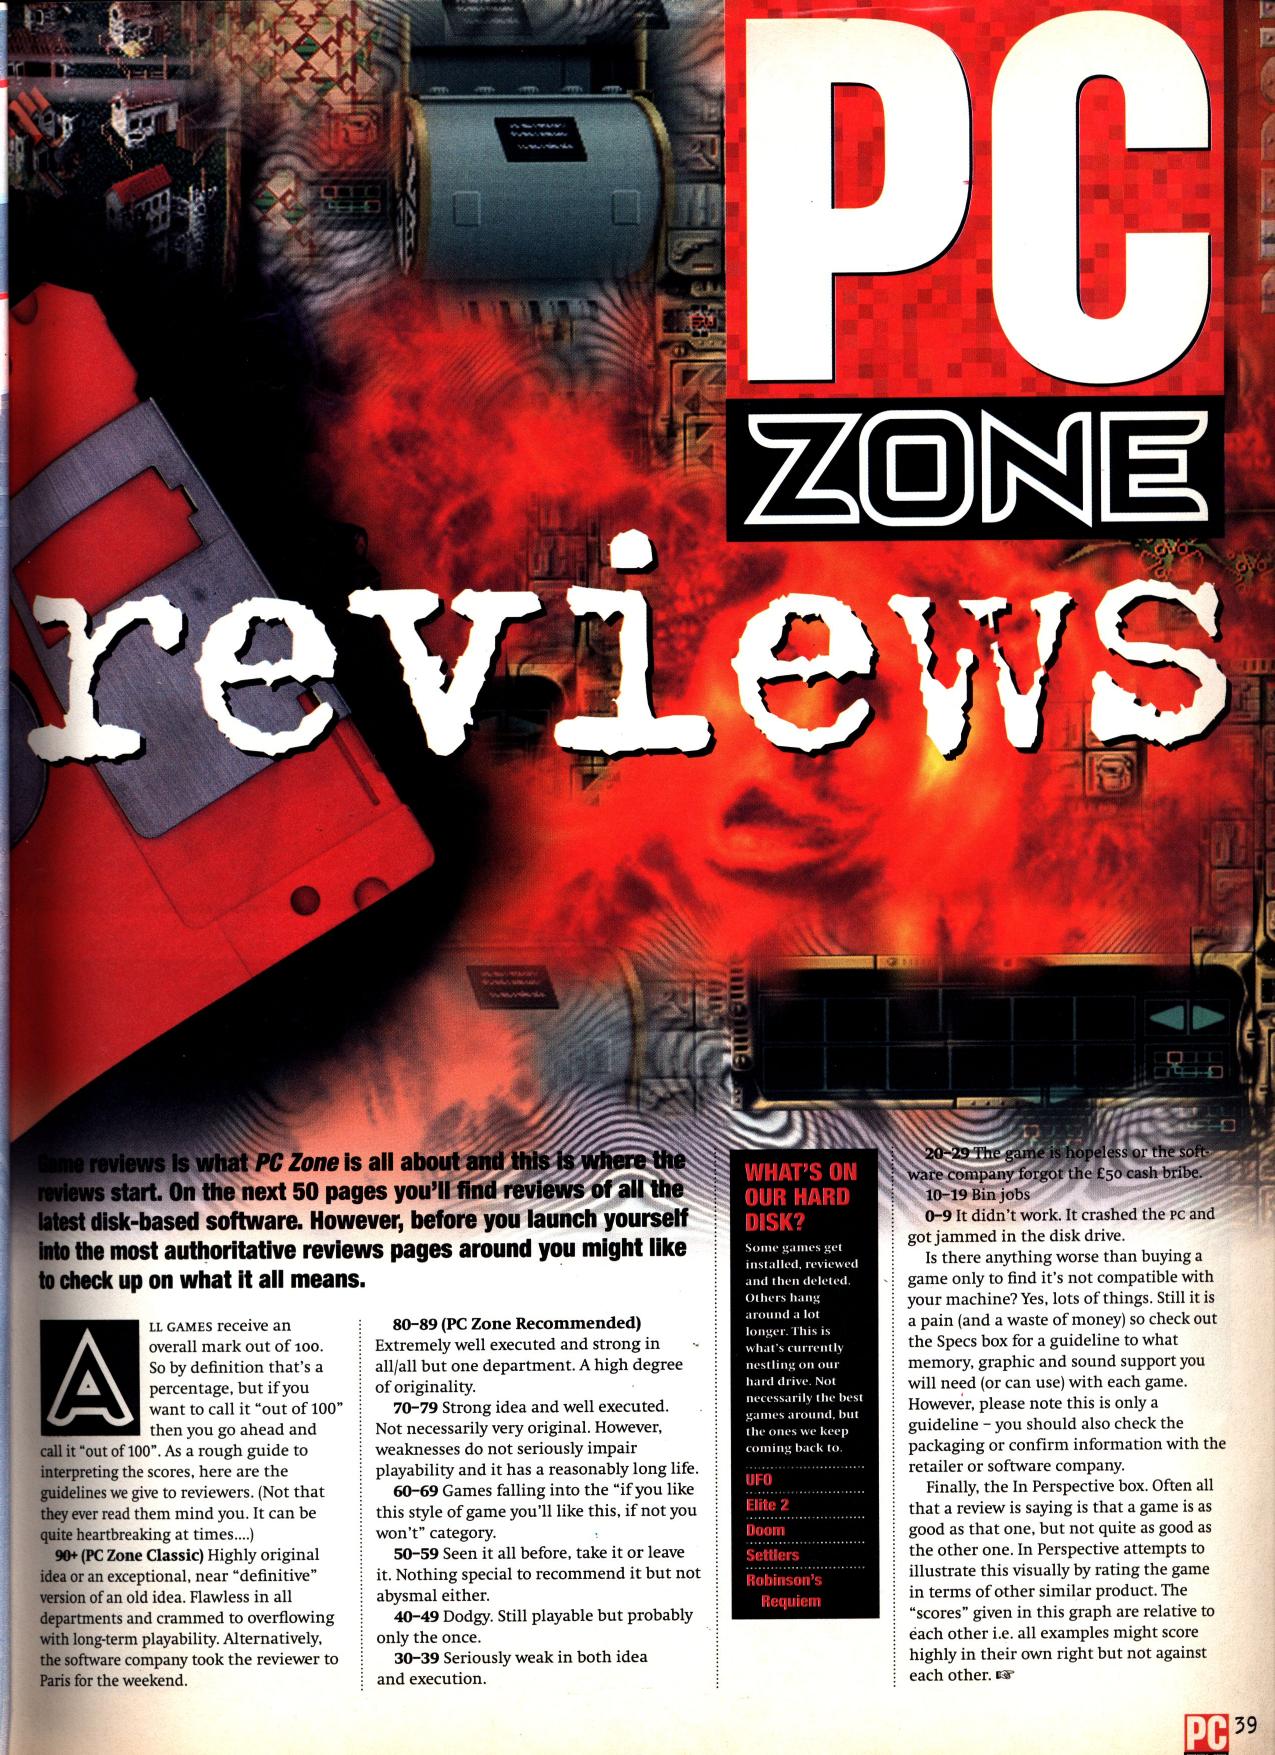 PC
ZONE
reviews
Game reviews is what PC Zone is all about and this is where the
reviews start. On the next 50 pages you'll find reviews of all the
latest disk-based software. However, before you launch yourself
into the most authoritative reviews pages around you might like
to check up on what it all means.
ALL GAMES receive an
overall mark out of 100.
So by definition that's a
percentage, but if you
want to call it "out of 100"
then you go ahead and
call it "out of 100". As a rough guide to
interpreting the scores, here are the
guidelines we give to reviewers. (Not that
they ever read them mind you. It can be
quite heartbreaking at times....)
90+ (PC Zone Classic) Highly original
idea or an exceptional, near "definitive"
version of an old idea. Flawless in all
departments and crammed to overflowing
with long-term playability. Alternatively,
the software company took the reviewer to
Paris for the weekend.
80–89 (PC Zone Recommended)
Extremely well executed and strong in
all/all but one department. A high degree
of originality.
70–79 Strong idea and well executed.
Not necessarily very original. However,
weaknesses do not seriously impair
playability and it has a reasonably long life.
60–69 Games falling into the "if you like
this style of game you'll like this, if not you
won't" category.
50–59 Seen it all before, take it or leave
it. Nothing special to recommend it but not
abysmal either.
40–49 Dodgy. Still playable but probably
only the once.
30–39 Seriously weak in both idea
and execution.
WHAT'S ON
OUR HARD
DISK?
Some games get
installed, reviewed
and then deleted.
Others hang
around a lot
longer. This is
what's currently
nestling on our
hard drive. Not
necessarily the best
games around, but
the ones we keep
coming back to.
UFO
Elite 2
Doom
Settlers
Robinson's
Requiem
20–29 The game is hopeless or the soft-
ware company forgot the £50 cash bribe.
10–19 Bin jobs
0–9 It didn't work. It crashed the PC and
got jammed in the disk drive.
Is there anything worse than buying a
game only to find it's not compatible with
your machine? Yes, lots of things. Still it is
a pain (and a waste of money) so check out
the Specs box for a guideline to what
memory, graphic and sound support you
will need (or can use) with each game.
However, please note this is only a
guideline – you should also check the
packaging or confirm information with the
retailer or software company.
Finally, the In Perspective box. Often all
that a review is saying is that a game is as
good as that one, but not quite as good as
the other one. In Perspective attempts to
illustrate this visually by rating the game
in terms of other similar product. The
"scores" given in this graph are relative to
each other i.e. all examples might score
highly in their own right but not against
each other. ☞
PC 39